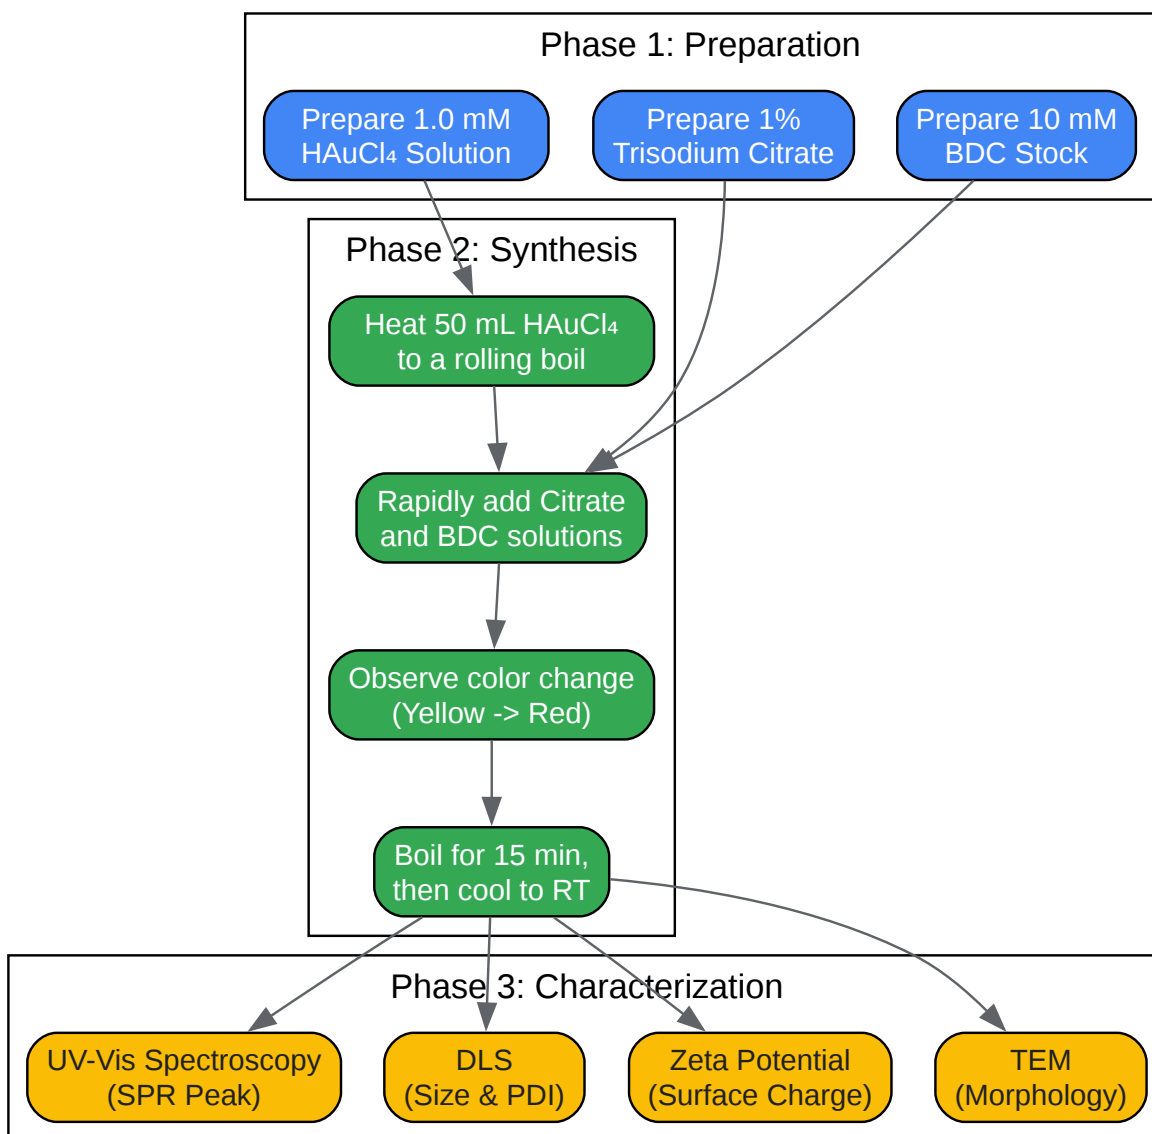 Phase 1: Preparation
Prepare 1.0 mM
HAuCl₄ Solution
Prepare 1%
Trisodium Citrate
Prepare 10 mM
BDC Stock
Phase 2: Synthesis
Heat 50 mL HAuCl₄
to a rolling boil
Rapidly add Citrate
and BDC solutions
Observe color change
(Yellow -> Red)
Boil for 15 min,
then cool to RT
Phase 3: Characterization
UV-Vis Spectroscopy
(SPR Peak)
DLS
(Size & PDI)
Zeta Potential
(Surface Charge)
TEM
(Morphology)